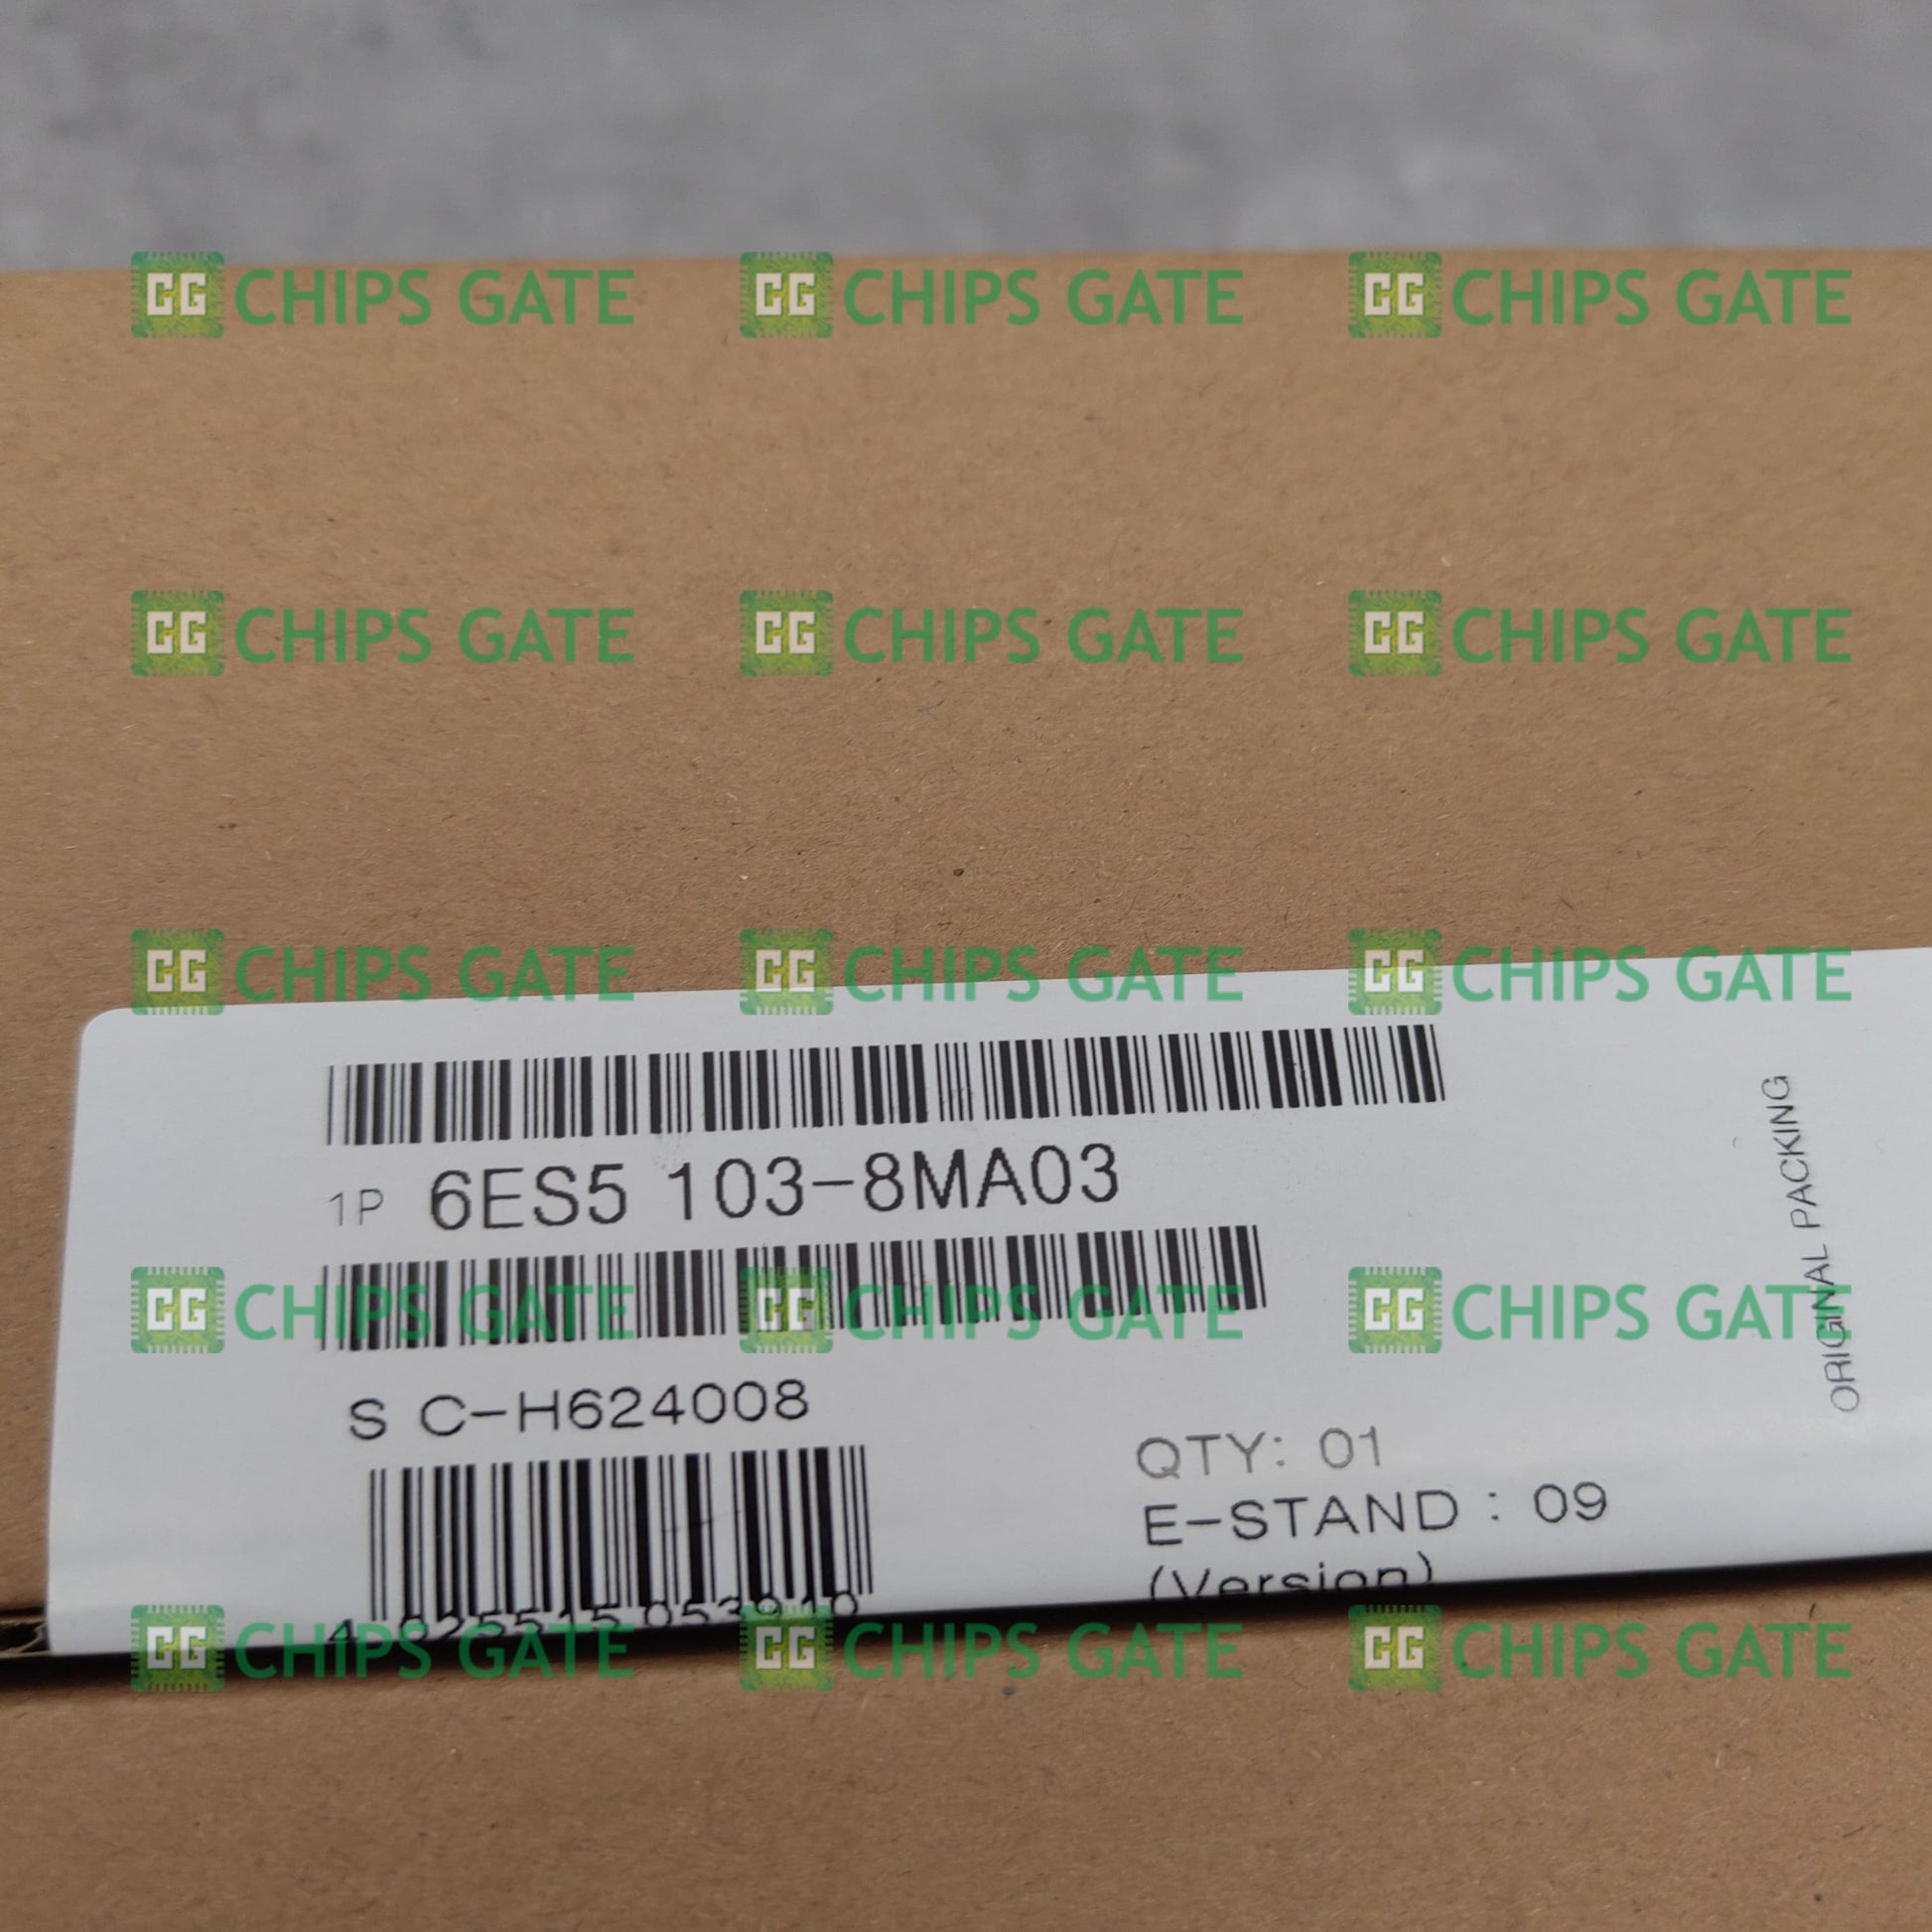 CG CHIPS GATE CG CHIPS GATE CG CHIPS GATE
CG CHIPS GATE CG CHIPS GATE CG CHIPS GATE
CG CHIPS GATE CG CHIPS GATE CG CHIPS GATE
1P 6ES5 103-8MA03
ORIGINAL PACKING
CG CHIPS GATE CG CHIPS GATE CG CHIPS GATE
S C-H624008
QTY: 01
E-STAND : 09
(Version)
CG CHIPS GATE CG CHIPS GATE CG CHIPS GATE